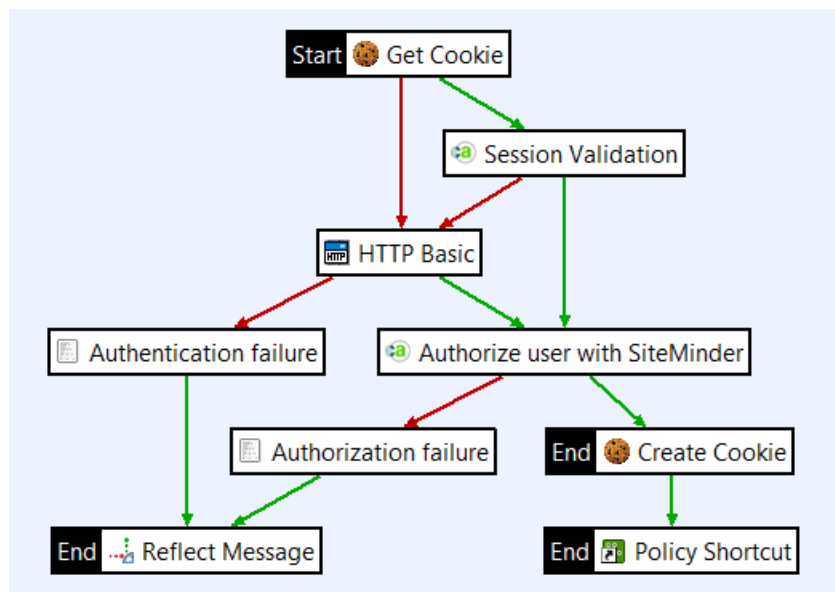 Start Get Cookie
Session Validation
HTTP HTTP Basic
Authentication failure
a Authorize user with SiteMinder
Authorization failure
End Create Cookie
End Reflect Message
End Policy Shortcut